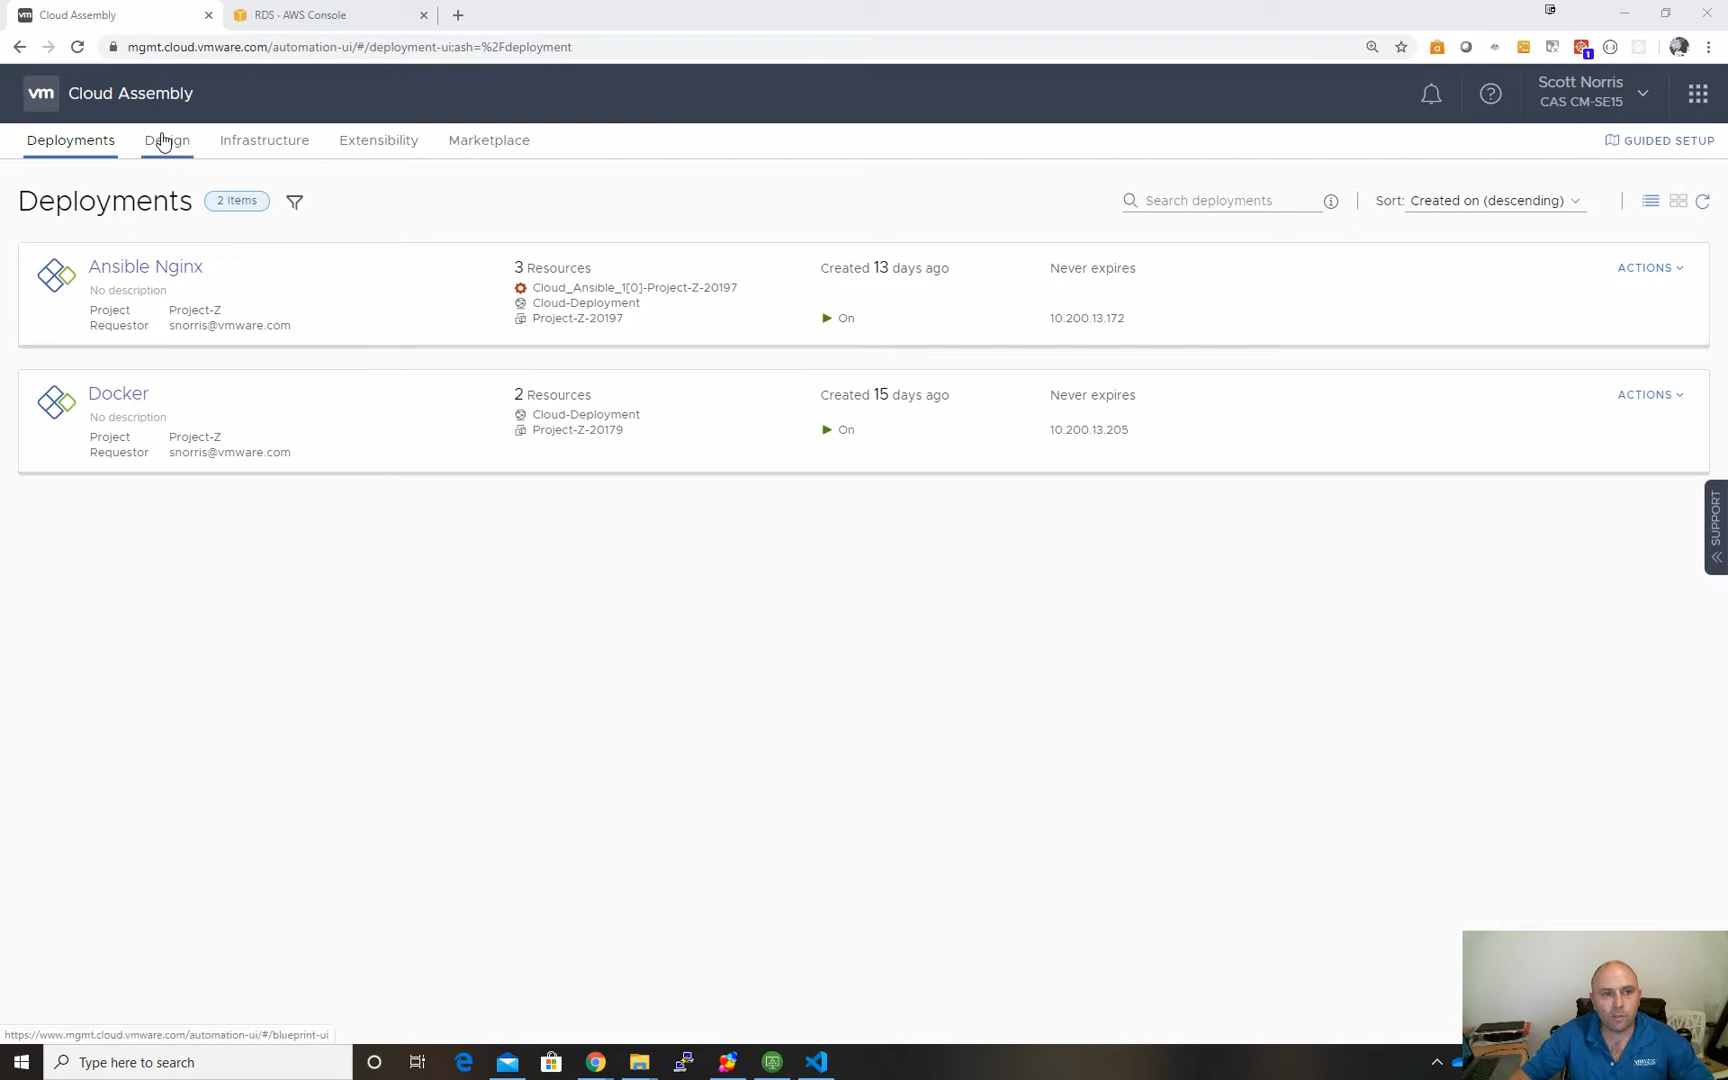 Cloud Assembly
RDS · AWS Console
mgmt.cloud.vmware.com/automation-ui/#/deployment-ui;ash=%2Fdeployment
1
vm Cloud Assembly
Scott Norris
CAS CM-SE15
Deployments Design Infrastructure Extensibility Marketplace
GUIDED SETUP
Deployments 2 Items
Search deployments
Sort: Created on (descending)
Ansible Nginx
No description
Project Project-Z
Requestor snorris@vmware.com
3 Resources
Cloud_Ansible_1[0]-Project-Z-20197
Cloud-Deployment
Project-Z-20197
Created 13 days ago
On
Never expires
10.200.13.172
ACTIONS
Docker
No description
Project Project-Z
Requestor snorris@vmware.com
2 Resources
Cloud-Deployment
Project-Z-20179
Created 15 days ago
On
Never expires
10.200.13.205
ACTIONS
SUPPORT
https://www.mgmt.cloud.vmware.com/automation-ui/#/blueprint-ui
Type here to search